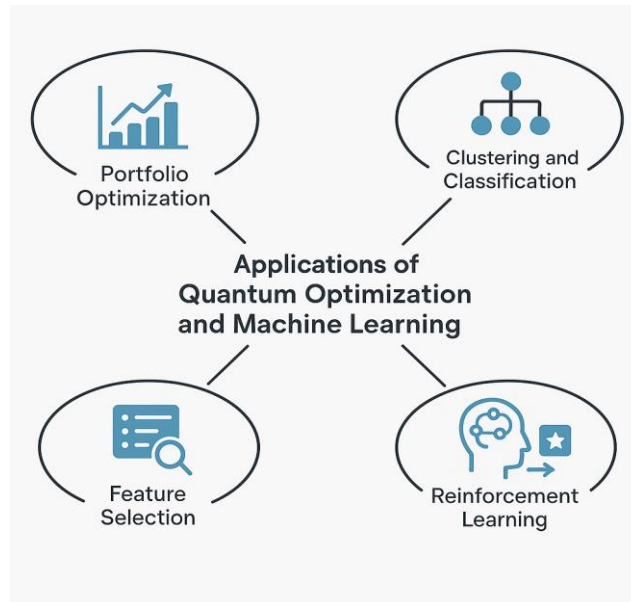 Portfolio
Optimization
Clustering and
Classification
Applications of
Quantum Optimization
and Machine Learning
Feature
Selection
Reinforcement
Learning